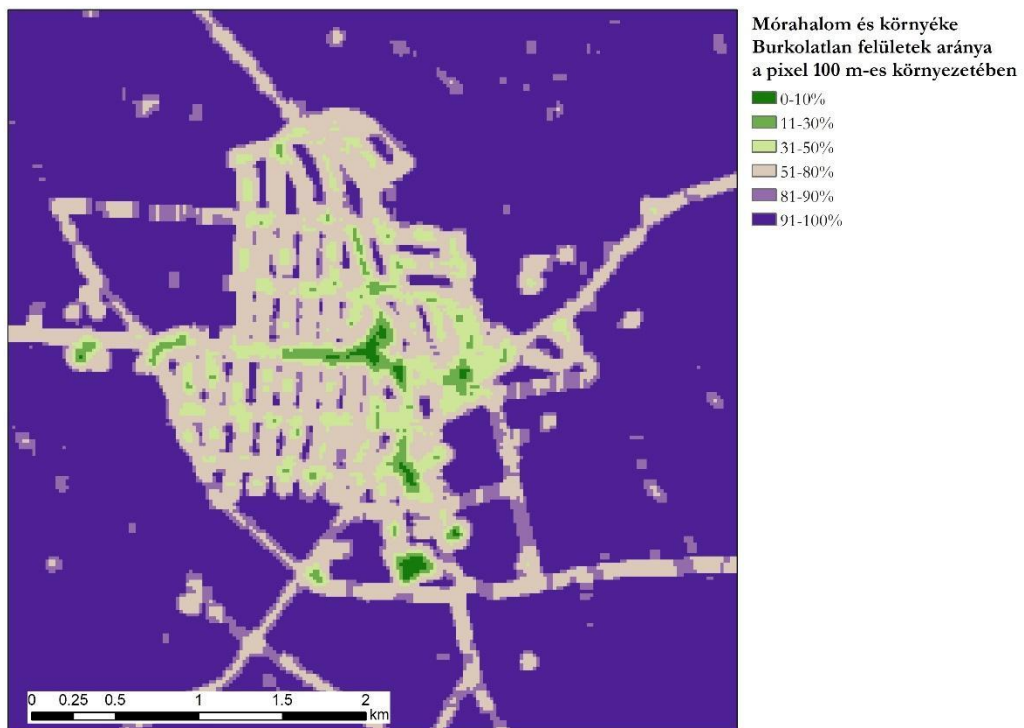 Mórahalom és környéke
Burkolatlan felületek aránya
a pixel 100 m-es környezetében
0-10%
11-30%
31-50%
51-80%
81-90%
91-100%
0 0.25 0.5 1 1.5 2
km